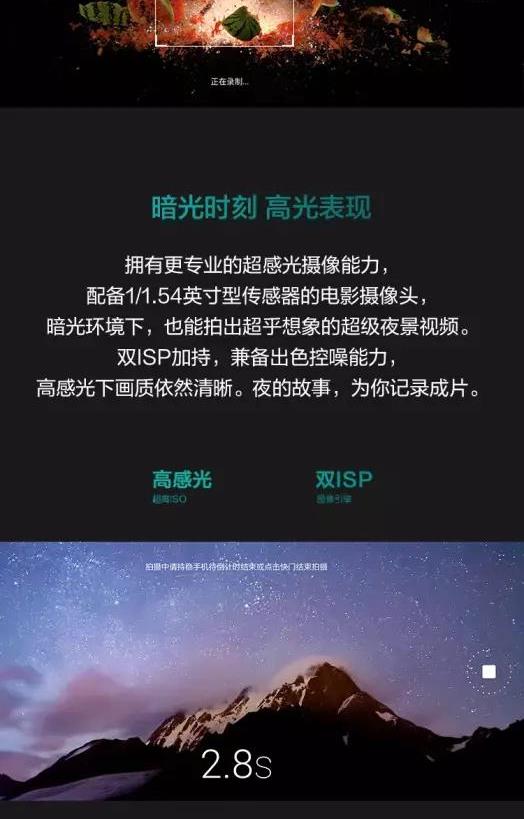 正在录制...
暗光时刻 高光表现
拥有更专业的超感光摄像能力，
配备1/1.54英寸型传感器的电影摄像头，
暗光环境下，也能拍出超乎想象的超级夜景视频。
双ISP加持，兼备出色控噪能力，
高感光下画质依然清晰。夜的故事，为你记录成片。
高感光 双ISP
超高ISO 图像引擎
拍摄中请持稳手机待倒计时结束或点击快门结束拍摄
2.8s